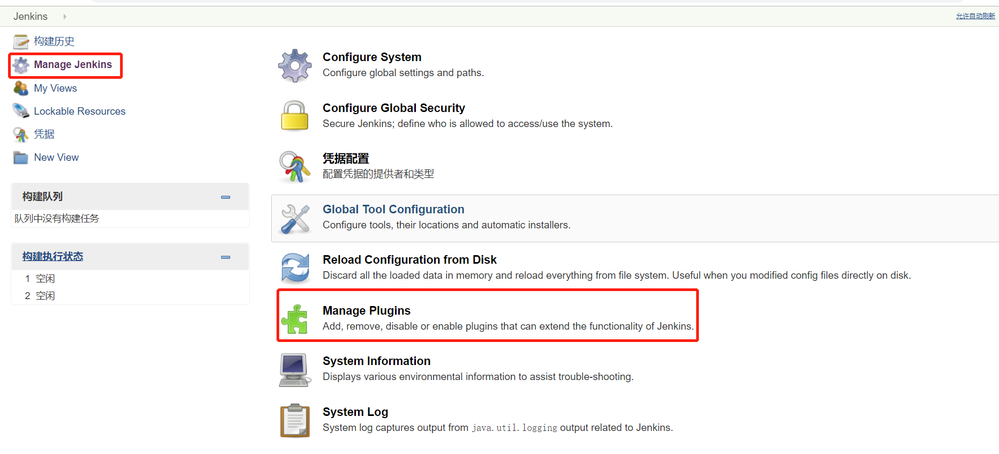 Jenkins
允许自动刷新
构建历史
Manage Jenkins
My Views
Lockable Resources
凭据
New View
构建队列
队列中没有构建任务
构建执行状态
1 空闲
2 空闲
Configure System
Configure global settings and paths.
Configure Global Security
Secure Jenkins; define who is allowed to access/use the system.
凭据配置
配置凭据的提供者和类型
Global Tool Configuration
Configure tools, their locations and automatic installers.
Reload Configuration from Disk
Discard all the loaded data in memory and reload everything from file system. Useful when you modified config files directly on disk.
Manage Plugins
Add, remove, disable or enable plugins that can extend the functionality of Jenkins.
System Information
Displays various environmental information to assist trouble-shooting.
System Log
System log captures output from java.util.logging output related to Jenkins.